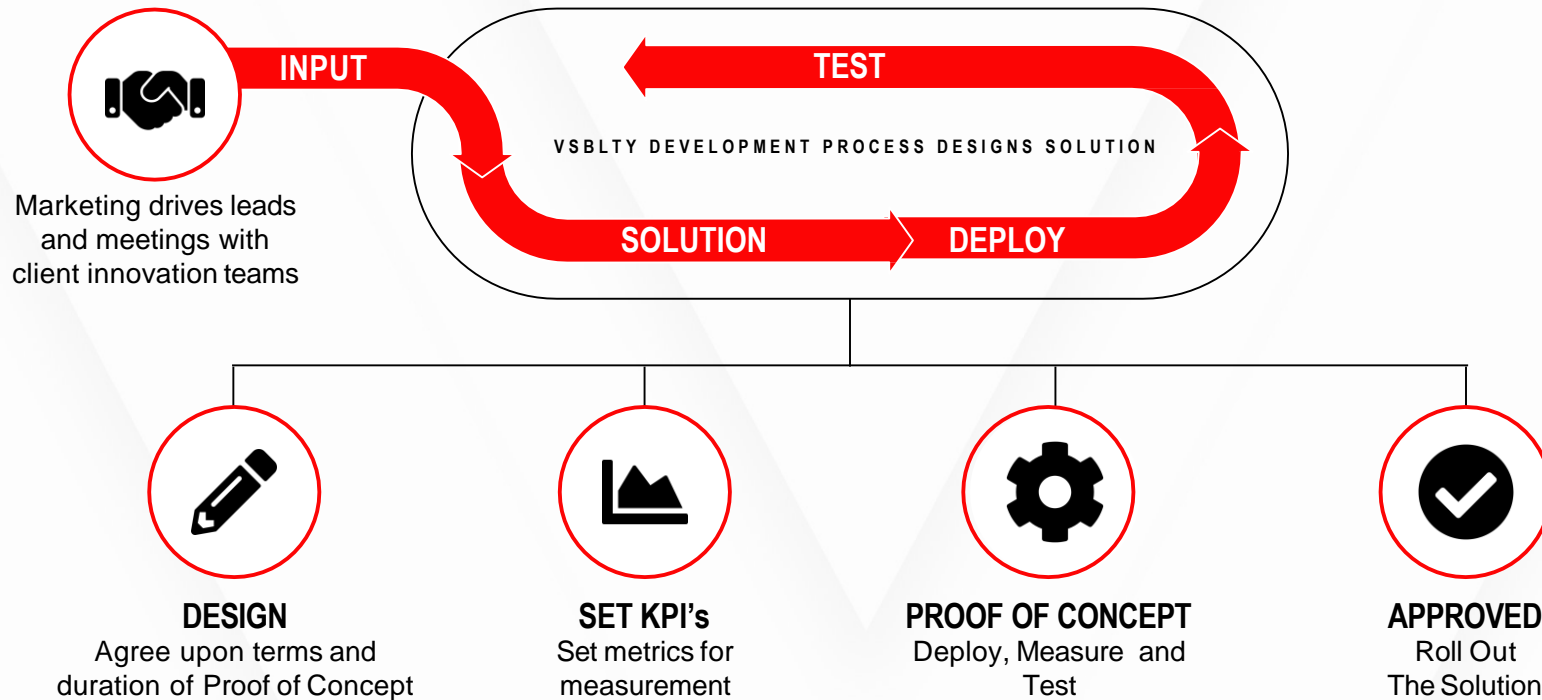 INPUT
TEST
VSBLTY DEVELOPMENT PROCESS DESIGNS SOLUTION
SOLUTION
DEPLOY
Marketing drives leads
and meetings with
client innovation teams
DESIGN
Agree upon terms and
duration of Proof of Concept
SET KPI's
Set metrics for
measurement
PROOF OF CONCEPT
Deploy, Measure and
Test
APPROVED
Roll Out
The Solution